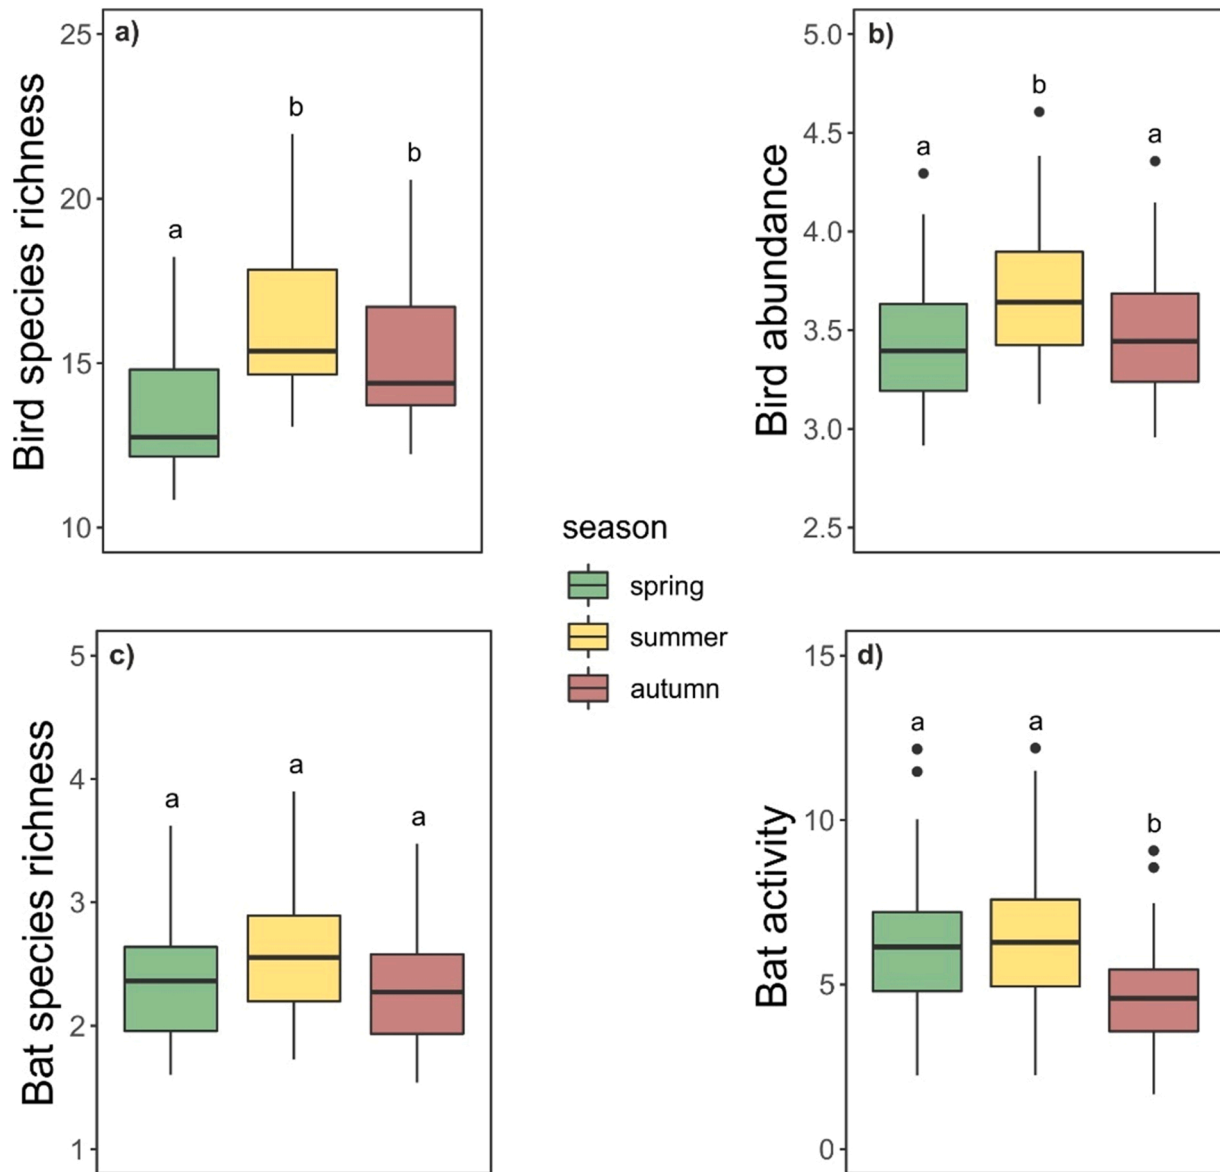 a)
Bird species richness
25
20
15
10
a
b
b
b)
Bird abundance
5.0
4.5
4.0
3.5
3.0
2.5
a
b
a
season
spring
summer
autumn
c)
Bat species richness
5
4
3
2
1
a
a
a
d)
Bat activity
15
10
5
0
a
a
b